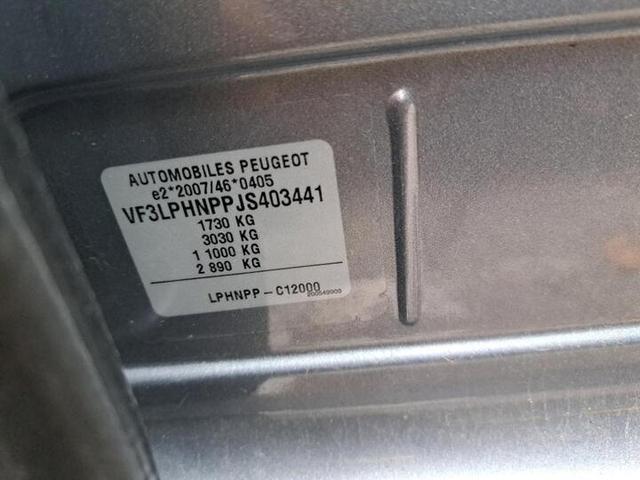 AUTOMOBILES PEUGEOT
e2*2007/46*0405
VF3LPHNPPJS403441
1730 KG
3030 KG
1 1000 KG
2 890 KG
LPHNPP - C12000